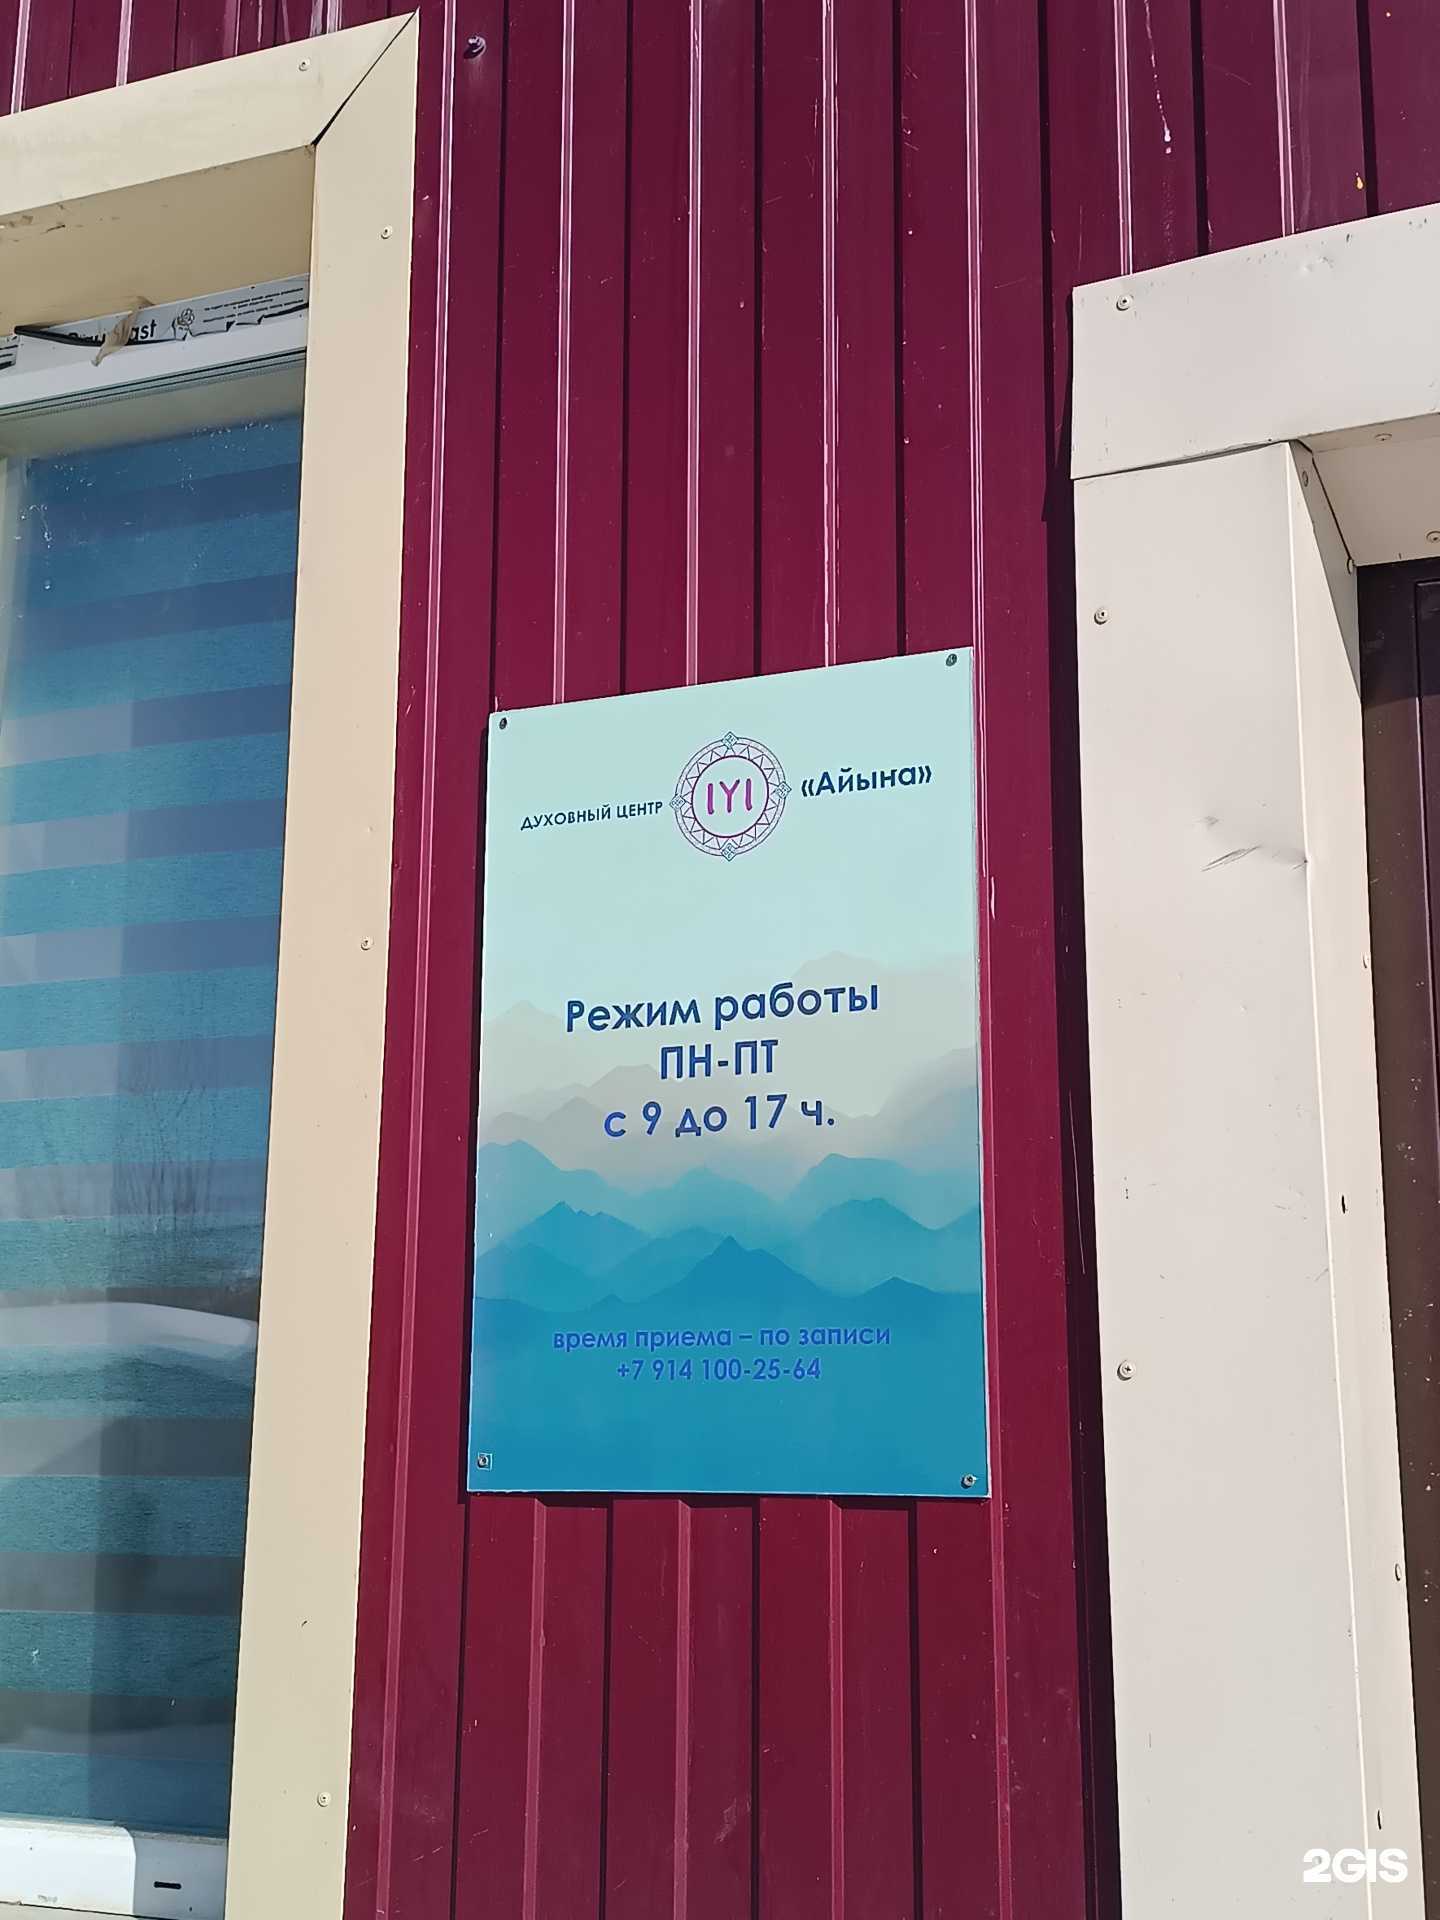 ДУХОВНЫЙ ЦЕНТР IYI «Айына»
Режим работы
ПН-ПТ
с 9 до 17 ч.
время приема – по записи
+7 914 100-25-64
2GIS